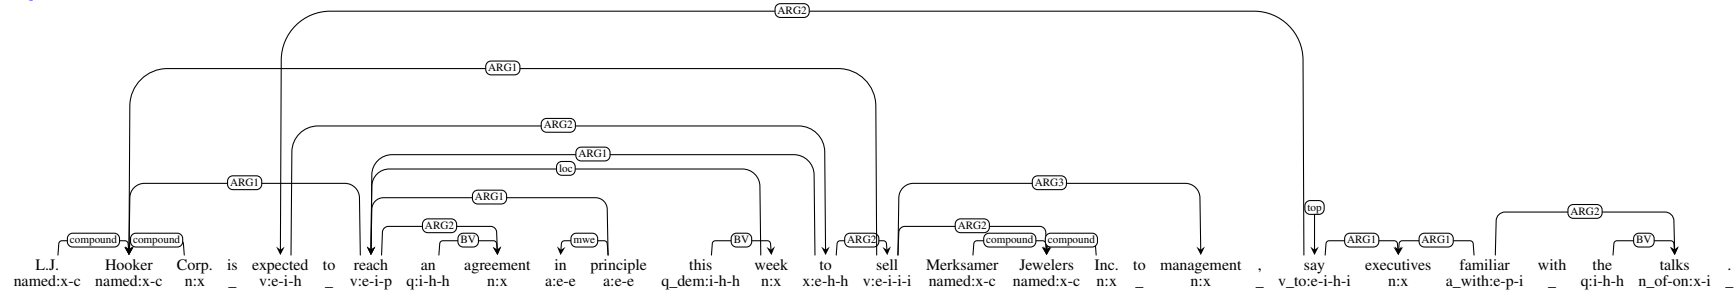 ARG2
ARG1
ARG2
ARG1
loc
ARG1 ARG3
ARG1
top
ARG2 ARG2 ARG2
compound compound BV mwe BV ARG2 compound compound ARG1 ARG1 BV
L.J. Hooker Corp. is expected to reach an agreement in principle this week to sell Merksamer Jewelers Inc. to management , say executives familiar with the talks .
named:x-c named:x-c n:x _ v:e-i-h _ v:e-i-p q:i-h-h n:x a:e-e a:e-e q_dem:i-h-h n:x x:e-h-h v:e-i-i-i named:x-c named:x-c n:x _ n:x _ v_to:e-i-h-i n:x a_with:e-p-i _ q:i-h-h n_of-on:x-i _